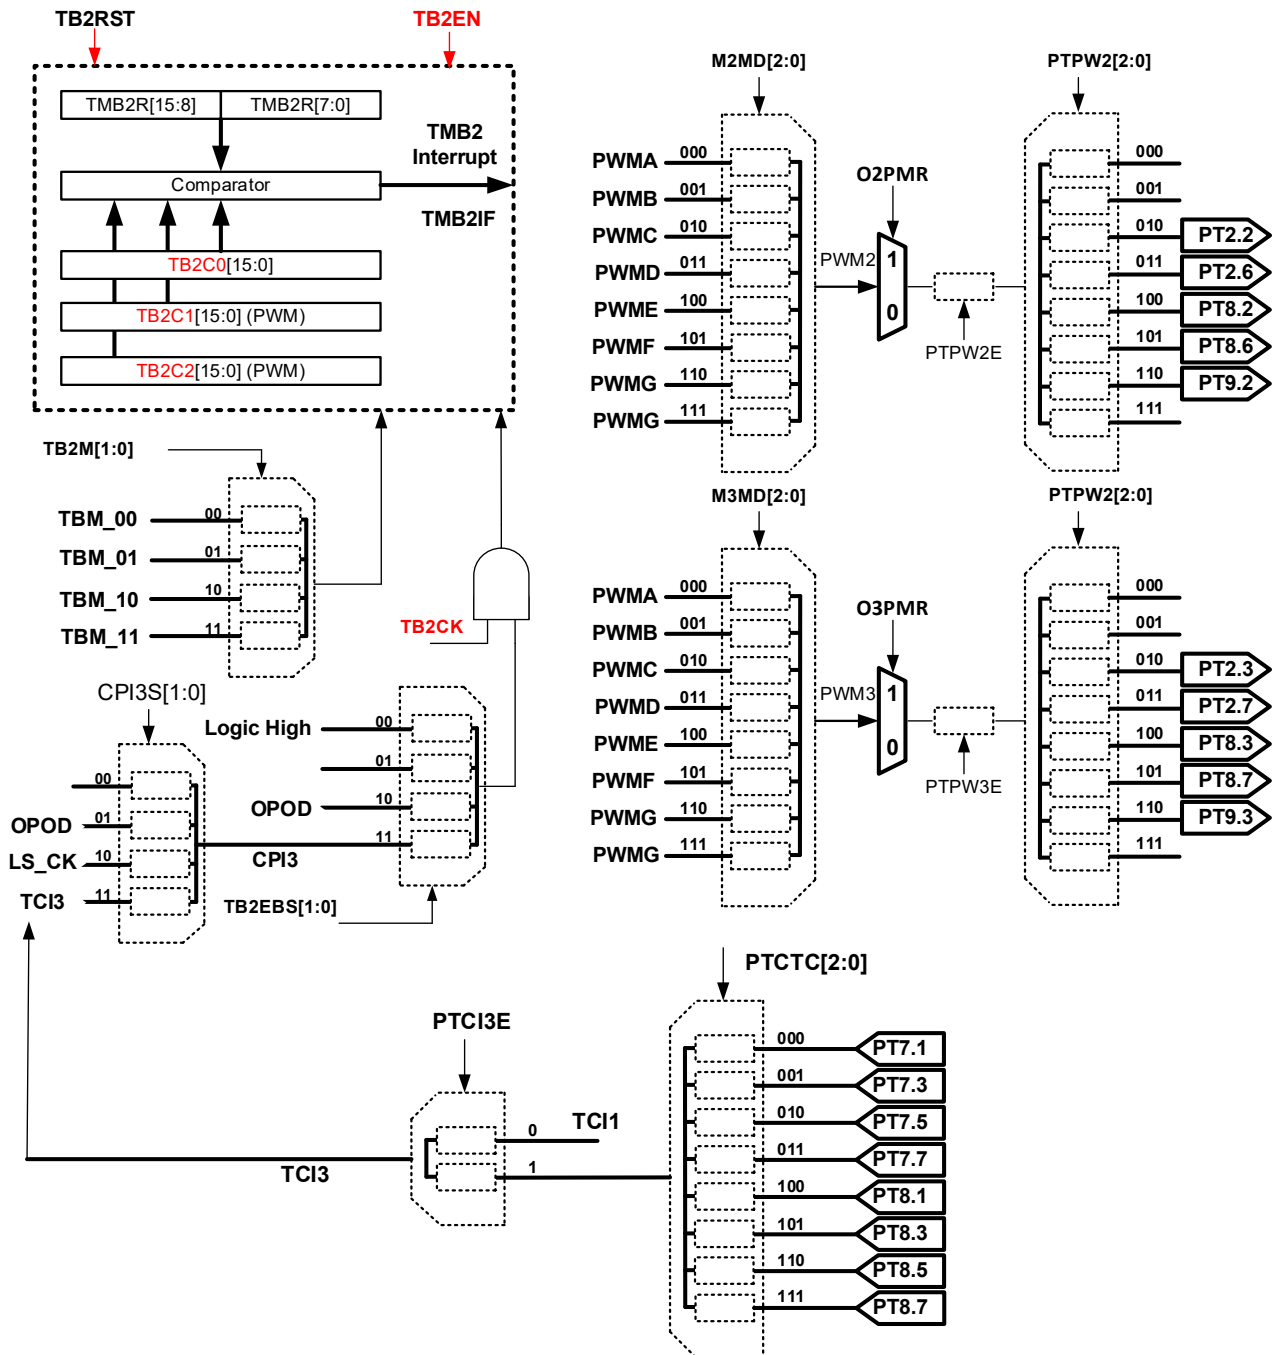 TB2RST
TB2EN
TMB2R[15:8]
TMB2R[7:0]
TMB2
Interrupt
Comparator
TMB2IF
TB2C0[15:0]
TB2C1[15:0] (PWM)
TB2C2[15:0] (PWM)
TB2M[1:0]
TBM_00
00
TBM_01
01
TBM_10
10
TBM_11
11
TB2CK
CPI3S[1:0]
00
OPOD
01
LS_CK
10
TCI3
11
CPI3
Logic High
00
01
OPOD
10
11
TB2EBS[1:0]
M2MD[2:0]
PWMA
000
PWMB
001
PWMC
010
PWMD
011
PWME
100
PWMF
101
PWMG
110
PWMG
111
PWM2
O2PMR
1
0
PTPW2E
PTPW2[2:0]
000
001
010
PT2.2
011
PT2.6
100
PT8.2
101
PT8.6
110
PT9.2
111
M3MD[2:0]
PWMA
000
PWMB
001
PWMC
010
PWMD
011
PWME
100
PWMF
101
PWMG
110
PWMG
111
PWM3
O3PMR
1
0
PTPW3E
PTPW2[2:0]
000
001
010
PT2.3
011
PT2.7
100
PT8.3
101
PT8.7
110
PT9.3
111
PTCTC[2:0]
PTCI3E
0
TCI1
1
TCI3
000
PT7.1
001
PT7.3
010
PT7.5
011
PT7.7
100
PT8.1
101
PT8.3
110
PT8.5
111
PT8.7